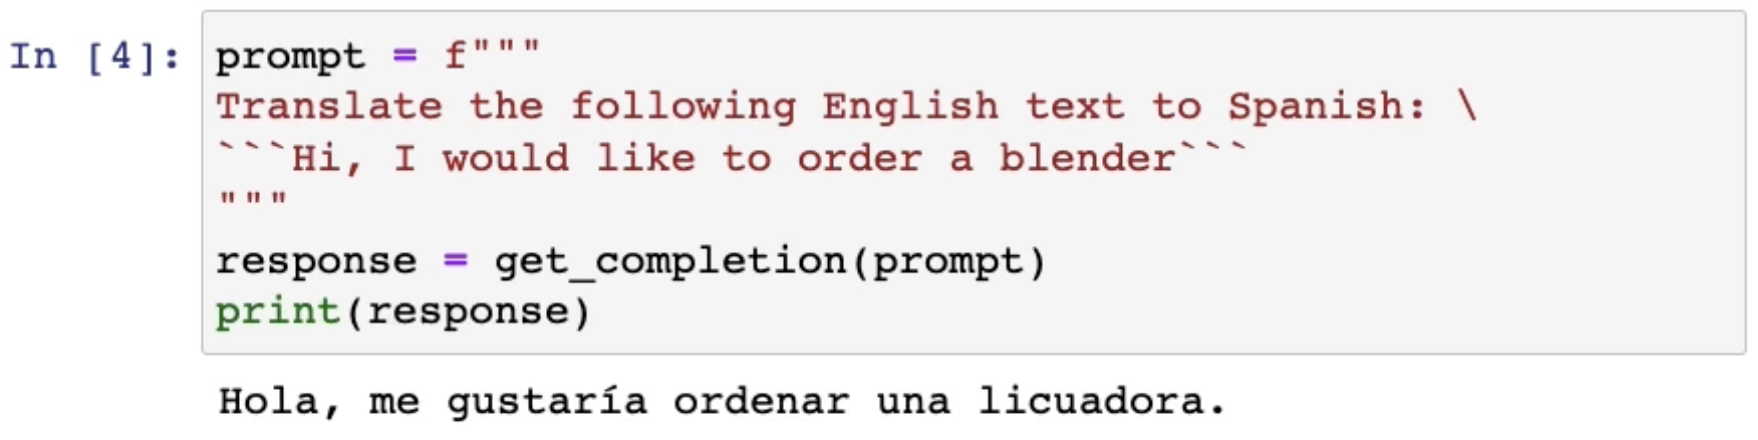 In [4]: prompt = f"""
Translate the following English text to Spanish: \
```Hi, I would like to order a blender```
"""
response = get_completion(prompt)
print(response)
Hola, me gustaría ordenar una licuadora.